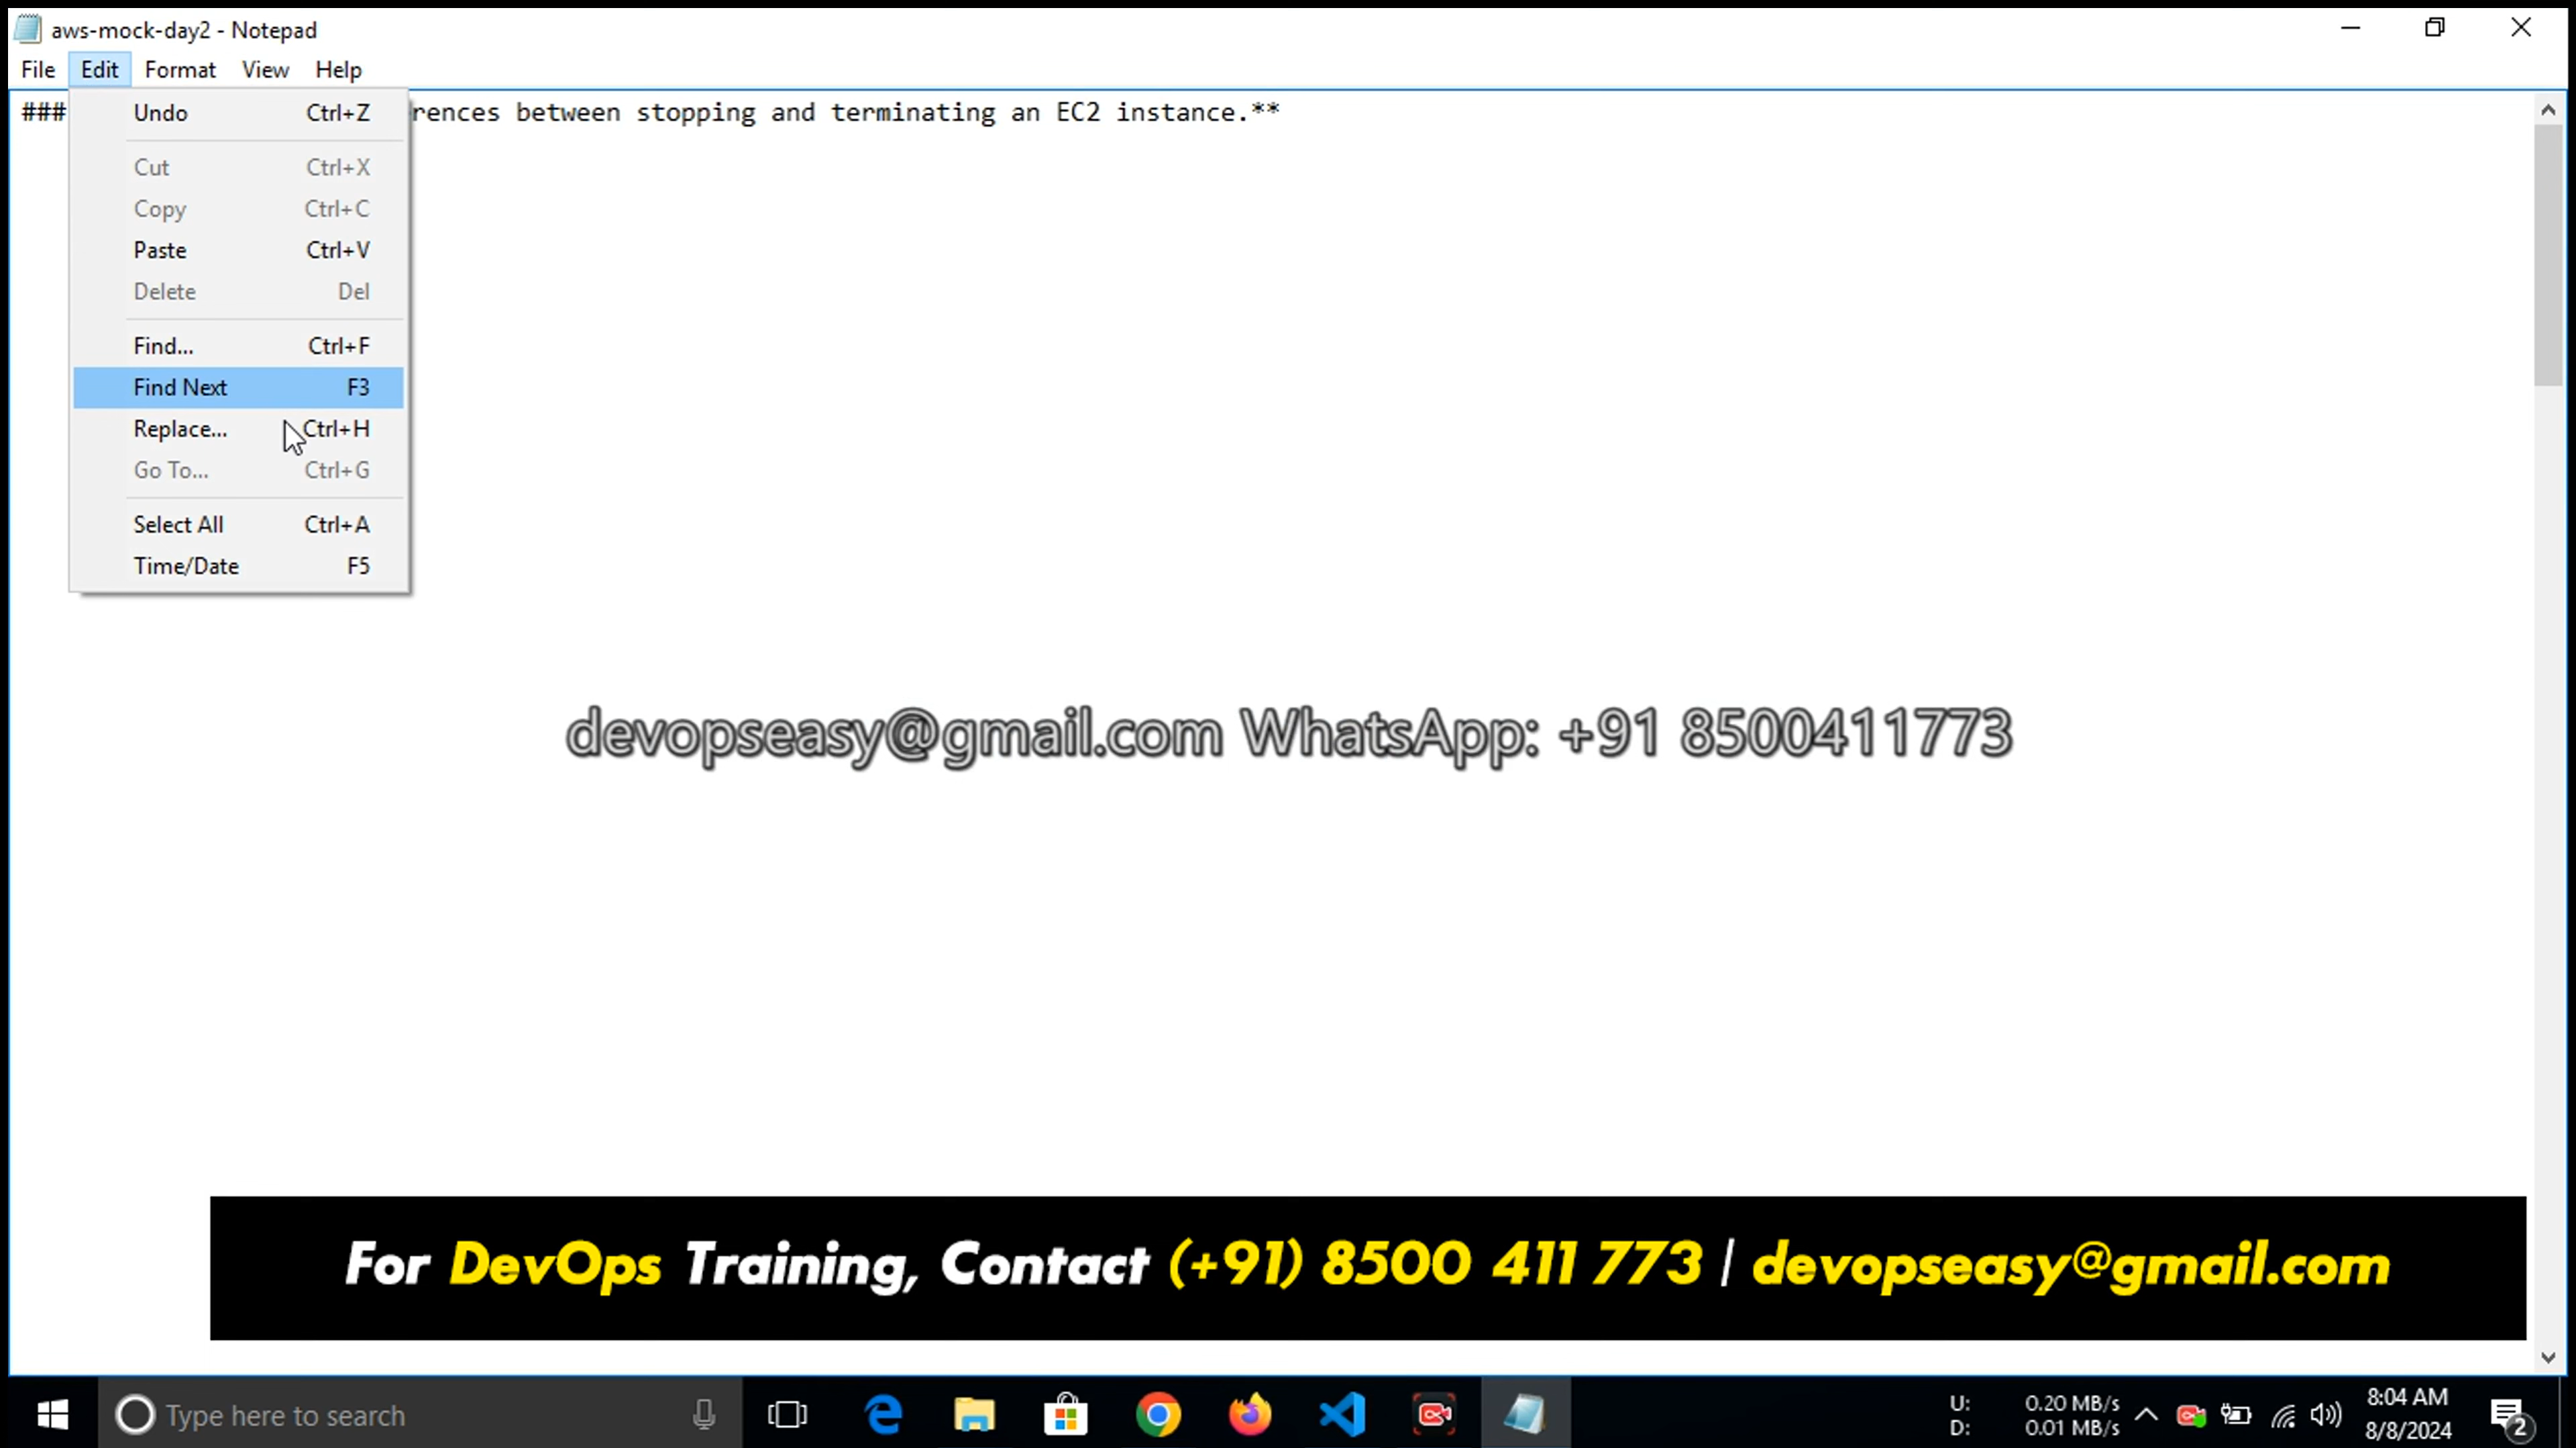 aws-mock-day2 - Notepad
File Edit Format View Help
### rences between stopping and terminating an EC2 instance.**
Undo Ctrl+Z
Cut Ctrl+X
Copy Ctrl+C
Paste Ctrl+V
Delete Del
Find... Ctrl+F
Find Next F3
Replace... Ctrl+H
Go To... Ctrl+G
Select All Ctrl+A
Time/Date F5
devopseasy@gmail.com WhatsApp: +91 8500411773
For DevOps Training, Contact (+91) 8500 411 773 | devopseasy@gmail.com
Type here to search
U: 0.20 MB/s
D: 0.01 MB/s
8:04 AM
8/8/2024
2